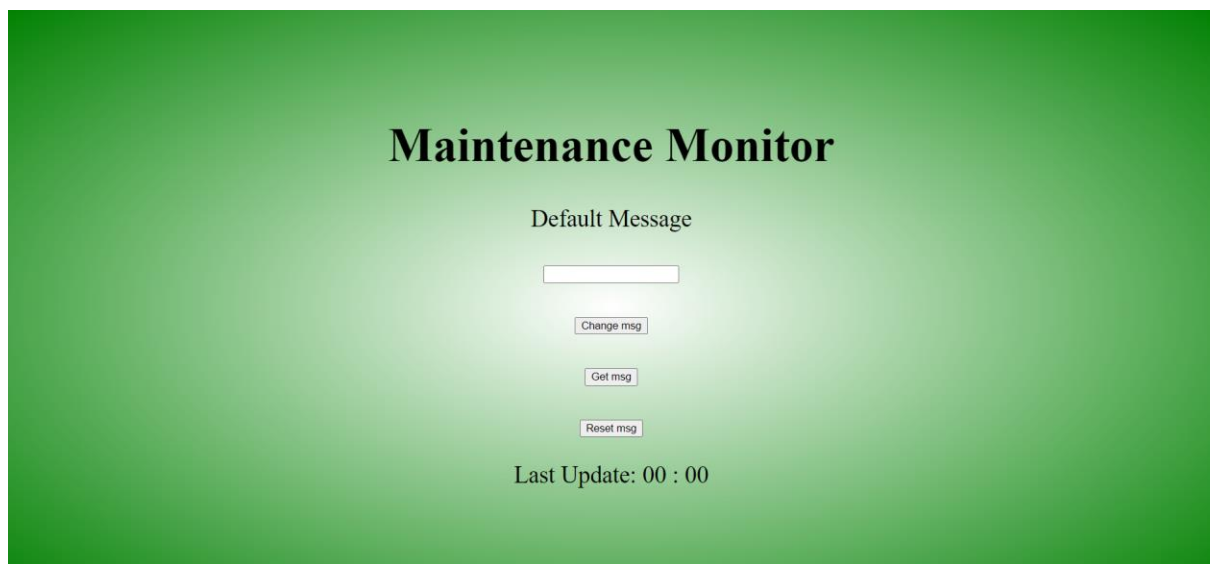 Maintenance Monitor
Default Message
Change msg
Get msg
Reset msg
Last Update: 00 : 00